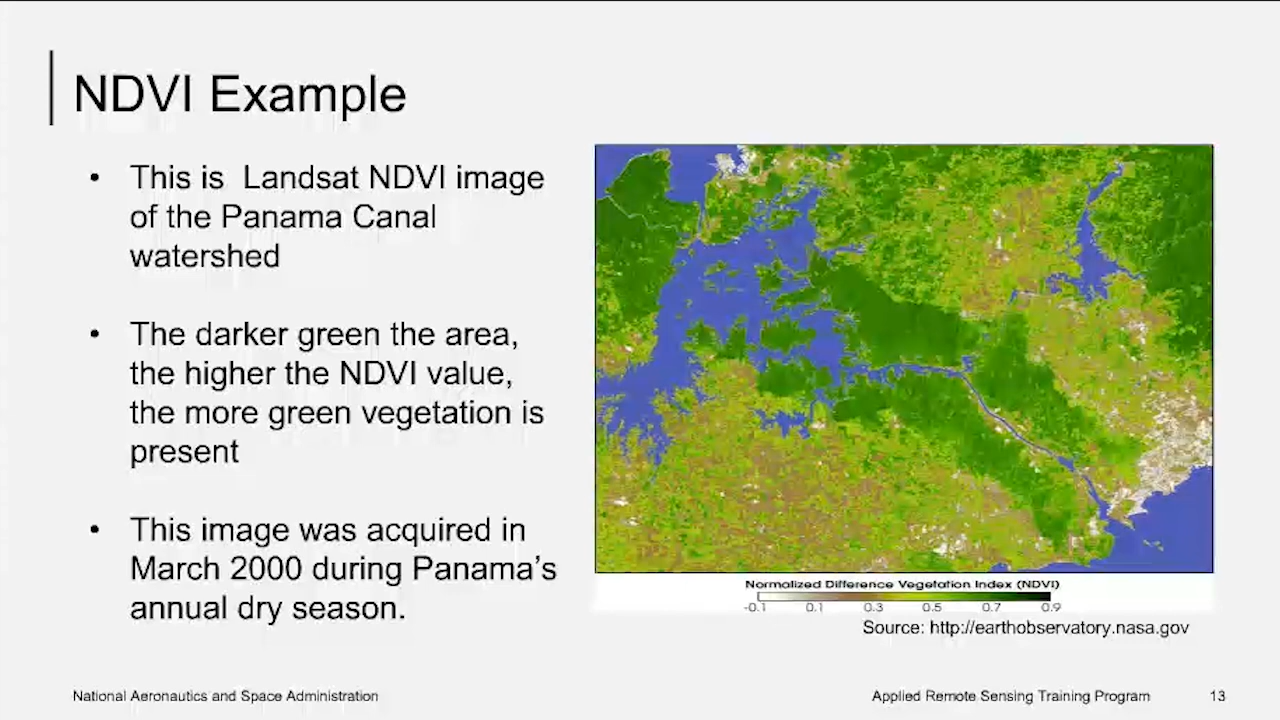 NDVI Example
• This is  Landsat NDVI image
of the Panama Canal
watershed
• The darker green the area,
the higher the NDVI value,
the more green vegetation is
present
• This image was acquired in
March 2000 during Panama's
annual dry season.
Normalized Difference Vegetation Index (NDVI)
-0.1 0.1 0.3 0.5 0.7 0.9
Source: http://earthobservatory.nasa.gov
National Aeronautics and Space Administration
Applied Remote Sensing Training Program
13